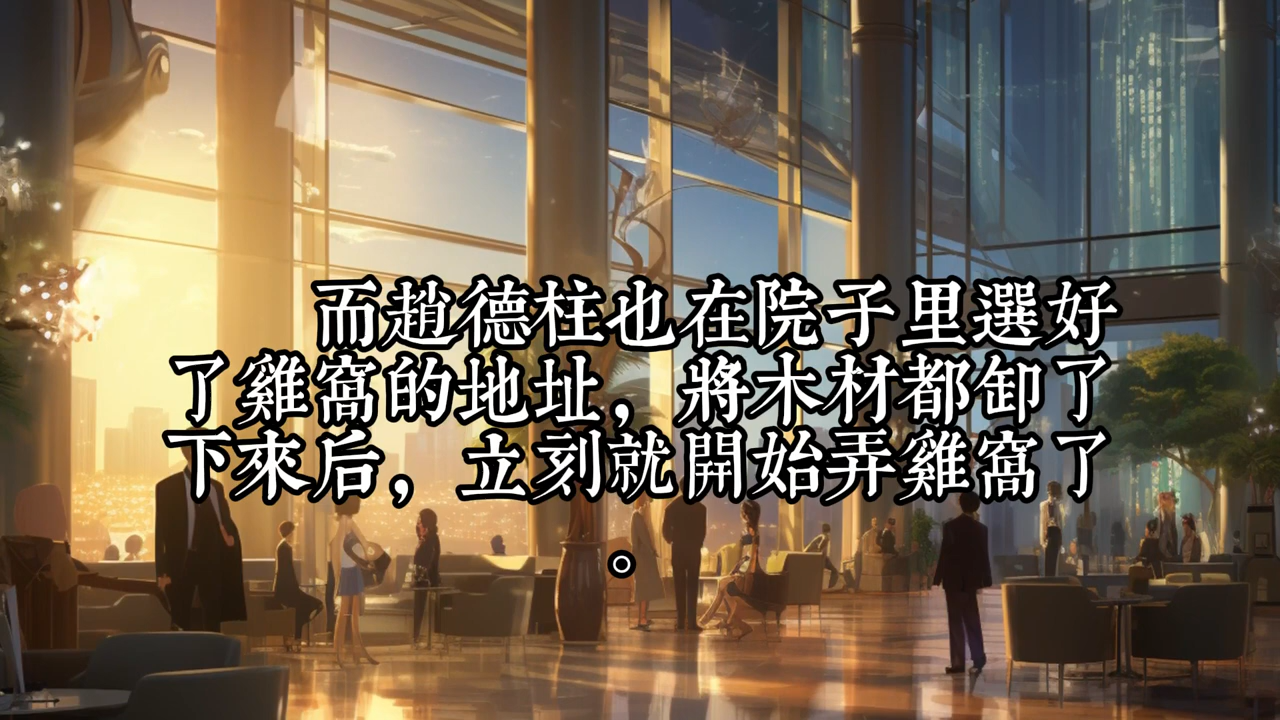 而趙德柱也在院子里選好
了雞窩的地址，將木材都卸了
下來后，立刻就開始弄雞窩了
。